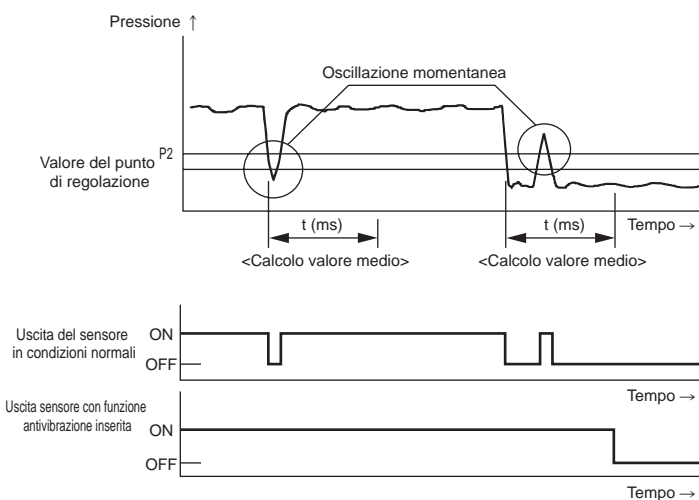 Pressione ↑
Oscillazione momentanea
P2
Valore del punto
di regolazione
t (ms)
t (ms)
Tempo →
<Calcolo valore medio>
<Calcolo valore medio>
Uscita del sensore
in condizioni normali
ON
OFF
Tempo →
Uscita sensore con funzione
antivibrazione inserita
ON
OFF
Tempo →